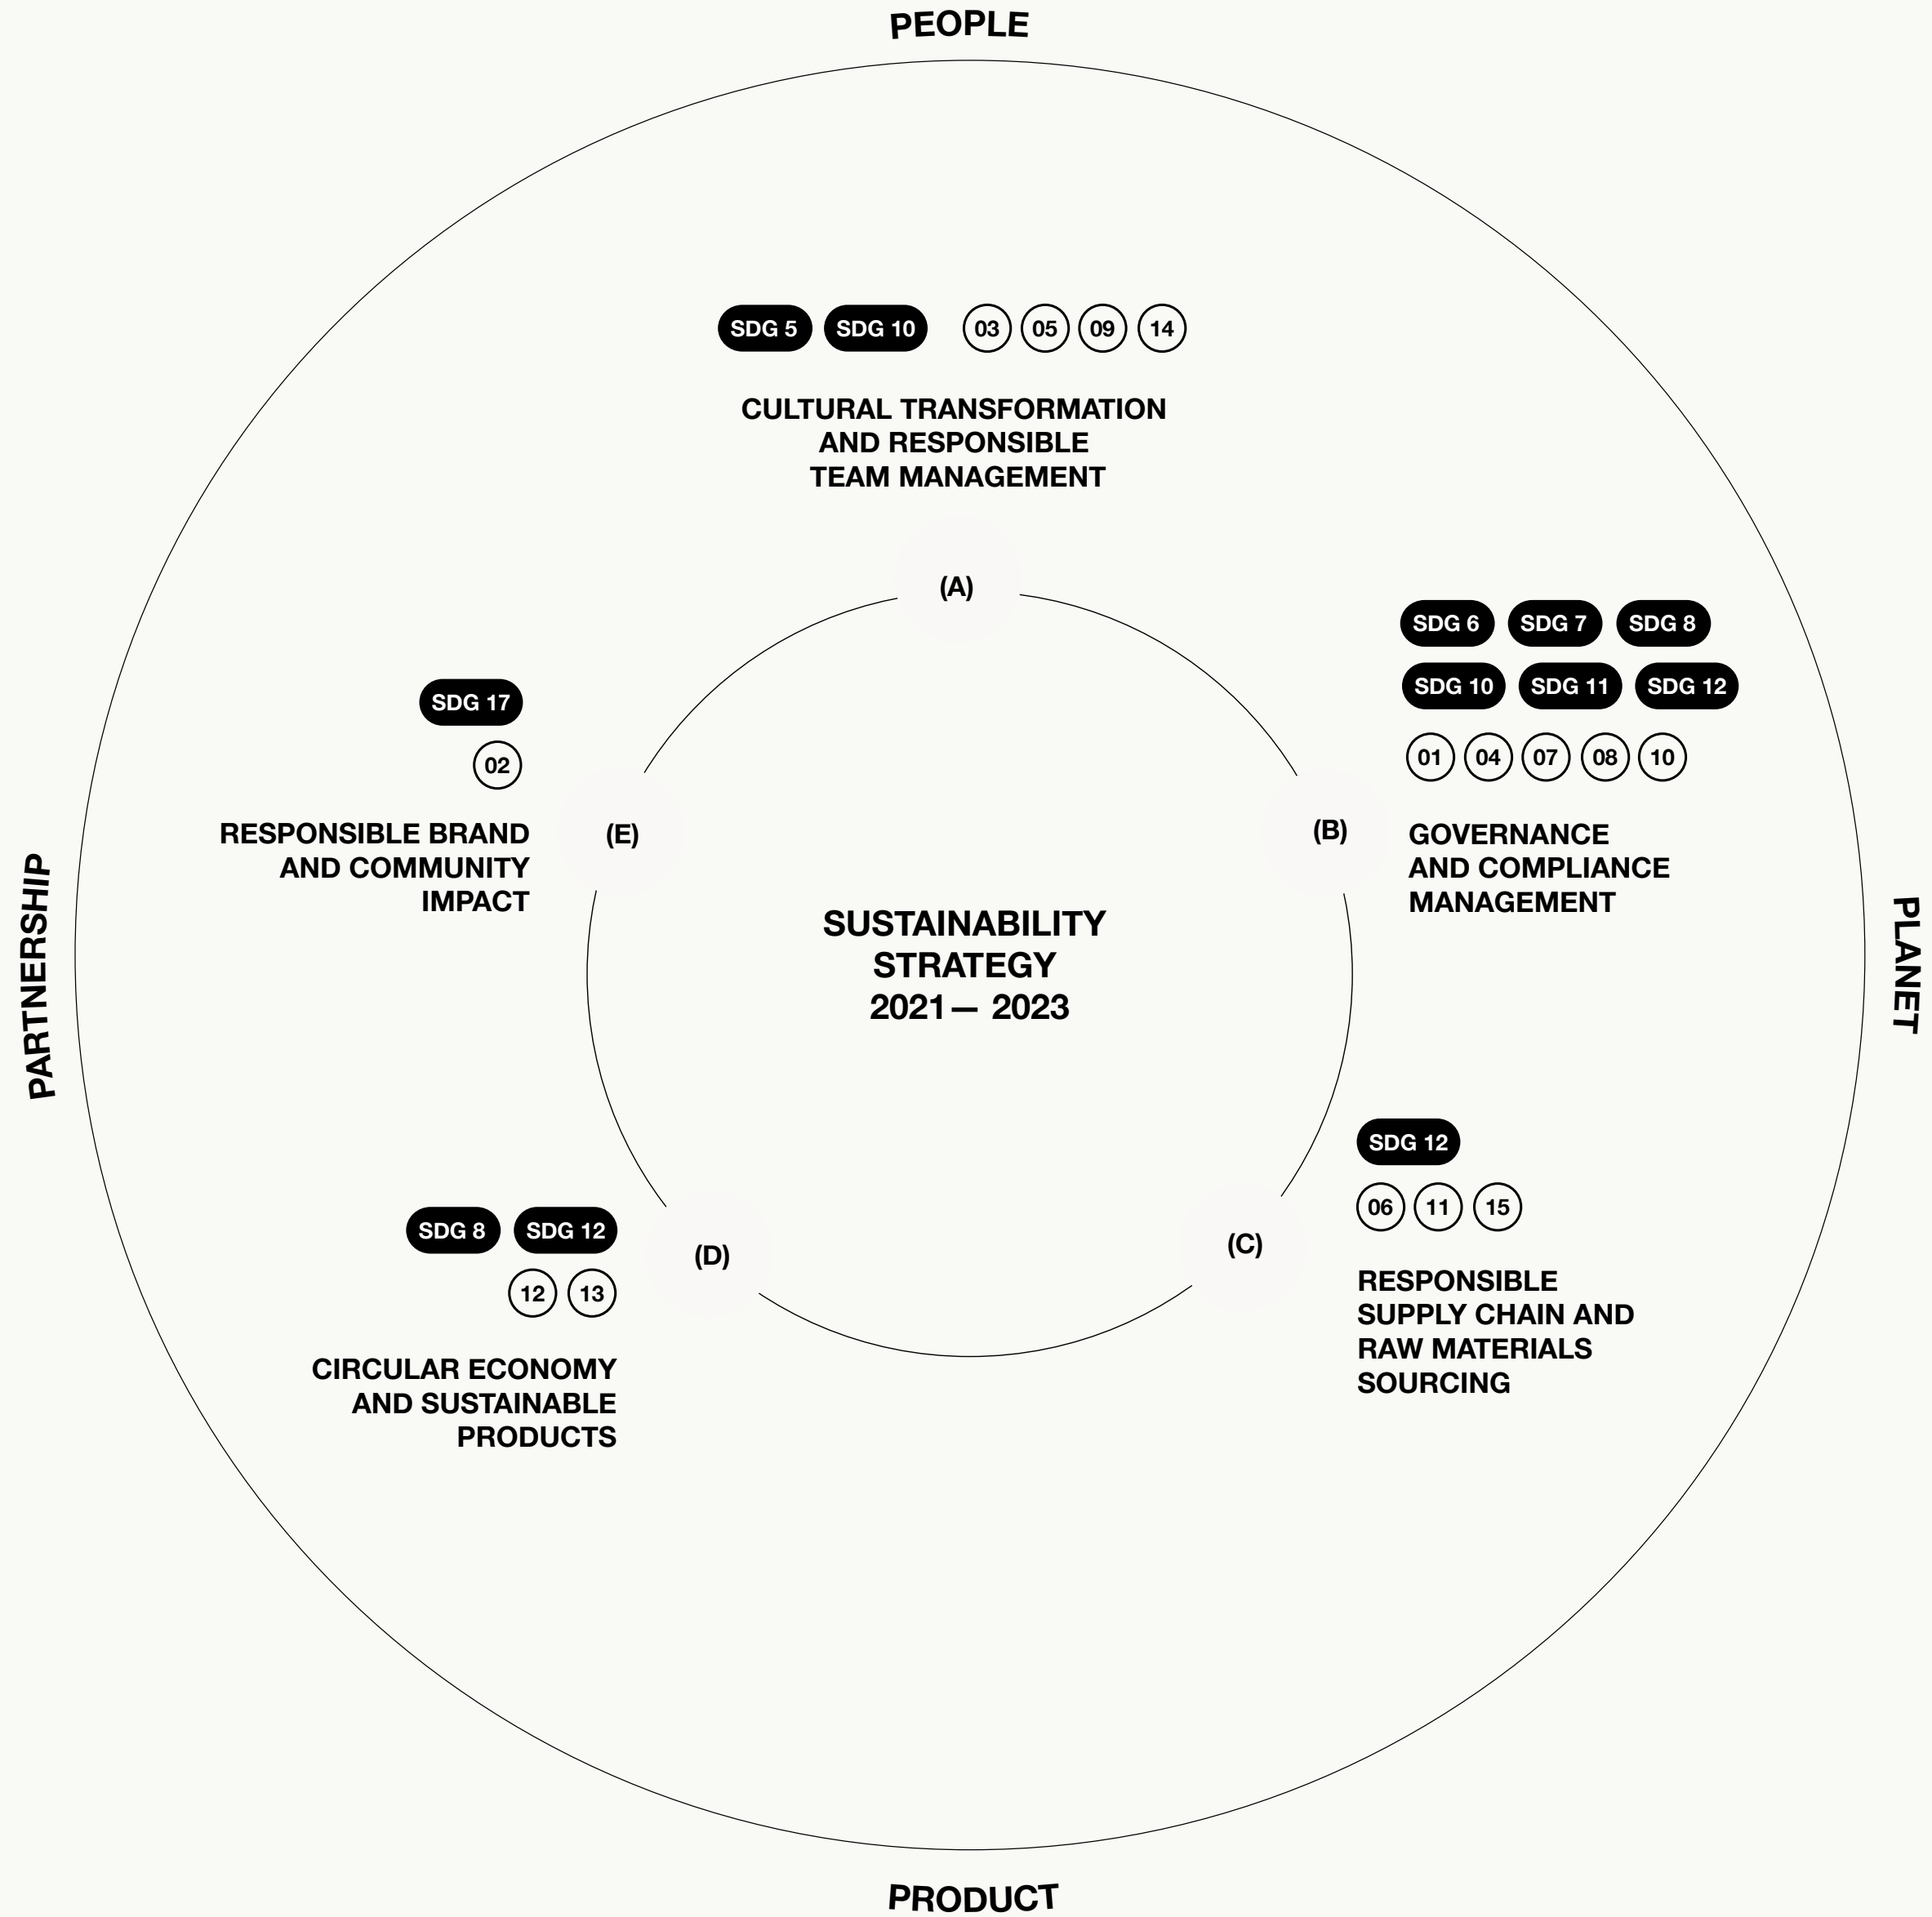 PEOPLE
SDG 5 SDG 10 03 05 09 14
CULTURAL TRANSFORMATION
AND RESPONSIBLE
TEAM MANAGEMENT
(A)
SDG 6 SDG 7 SDG 8
SDG 10 SDG 11 SDG 12
01 04 07 08 10
(B)
GOVERNANCE
AND COMPLIANCE
MANAGEMENT
PLANET
SDG 12
06 11 15
(C)
RESPONSIBLE
SUPPLY CHAIN AND
RAW MATERIALS
SOURCING
SDG 8 SDG 12
12 13
(D)
CIRCULAR ECONOMY
AND SUSTAINABLE
PRODUCTS
SDG 17
02
(E)
RESPONSIBLE BRAND
AND COMMUNITY
IMPACT
PARTNERSHIP
SUSTAINABILITY
STRATEGY
2021— 2023
PRODUCT